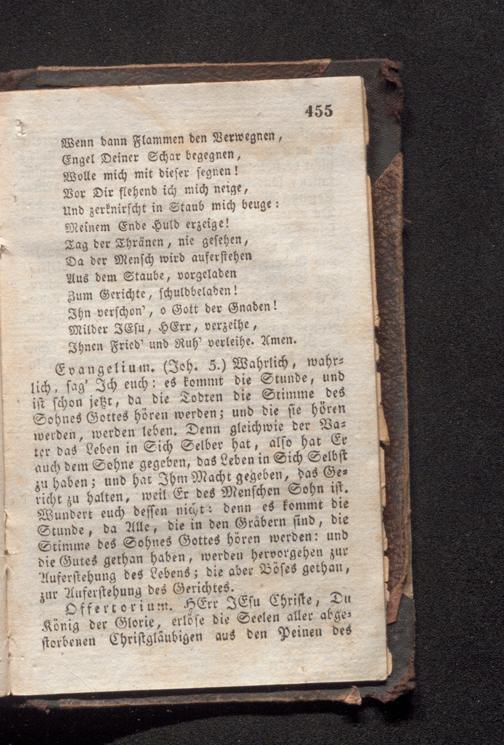 455
Wenn dann Flammen den Verwegnen,
Engel Deiner Schar begegnen,
Wolle mich mit dieser segnen!
Vor Dir flehend ich mich neige,
Und zerknirscht in Staub mich beuge:
Meinem Ende Huld erzeige!
Tag der Thränen, nie gesehen,
Da der Mensch wird auferstehen
Aus dem Staube, vorgeladen
Zum Gerichte, schuldbeladen!
Ihn verschon', o Gott der Gnaden!
Milder JEsu, HErr, verzeihe,
Ihnen Fried' und Ruh' verleihe. Amen.
Evangelium. (Joh. 5.) Wahrlich, wahr-
lich, sag' Ich euch: es kommt die Stunde, und
ist schon jetzt, da die Todten die Stimme des
Sohnes Gottes hören werden; und die sie hören
werden, werden leben. Denn gleichwie der Va-
ter das Leben in Sich Selber hat, also hat Er
auch dem Sohne gegeben, das Leben in Sich Selbst
zu haben; und hat Ihm Macht gegeben, das Ge-
richt zu halten, weil Er des Menschen Sohn ist.
Wundert euch dessen nicht: denn es kommt die
Stunde, da Alle, die in den Gräbern sind, die
Stimme des Sohnes Gottes hören werden: und
die Gutes gethan haben, werden hervorgehen zur
Auferstehung des Lebens; die aber Böses gethan,
zur Auferstehung des Gerichtes.
Offertorium. HErr JEsu Christe, Du
König der Glorie, erlöse die Seelen aller abge-
storbenen Christgläubigen aus den Peinen des